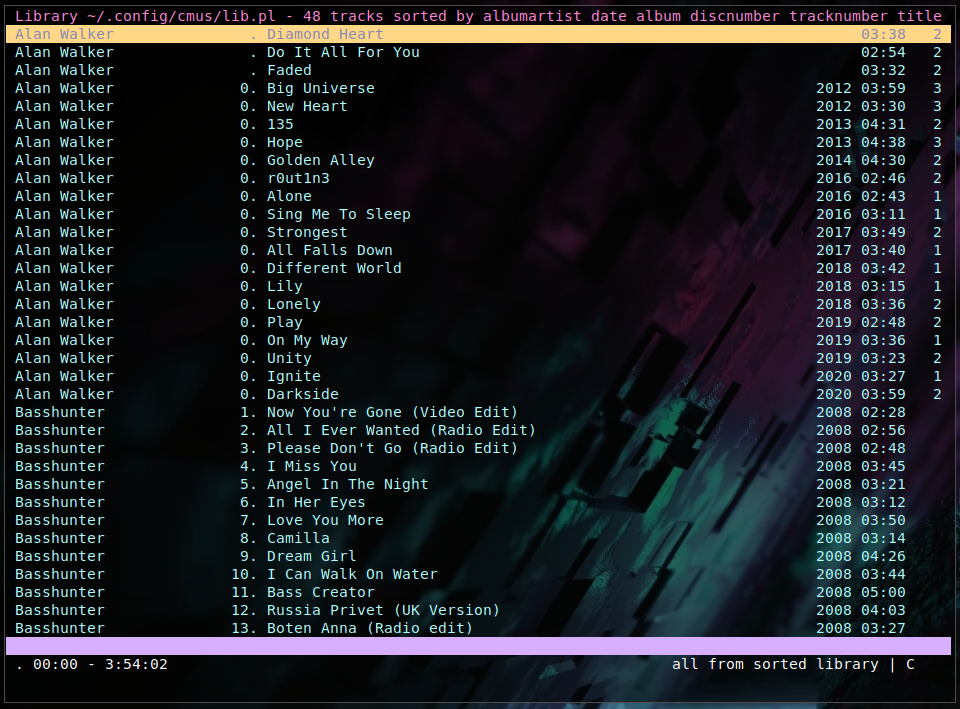 Library ~/.config/cmus/lib.pl - 48 tracks sorted by albumartist date album discnumber tracknumber title
Alan Walker . Diamond Heart 03:38 2
Alan Walker . Do It All For You 02:54 2
Alan Walker . Faded 03:32 2
Alan Walker 0. Big Universe 2012 03:59 3
Alan Walker 0. New Heart 2012 03:30 3
Alan Walker 0. 135 2013 04:31 2
Alan Walker 0. Hope 2013 04:38 3
Alan Walker 0. Golden Alley 2014 04:30 2
Alan Walker 0. r0ut1n3 2016 02:46 2
Alan Walker 0. Alone 2016 02:43 1
Alan Walker 0. Sing Me To Sleep 2016 03:11 1
Alan Walker 0. Strongest 2017 03:49 2
Alan Walker 0. All Falls Down 2017 03:40 1
Alan Walker 0. Different World 2018 03:42 1
Alan Walker 0. Lily 2018 03:15 1
Alan Walker 0. Lonely 2018 03:36 2
Alan Walker 0. Play 2019 02:48 2
Alan Walker 0. On My Way 2019 03:36 1
Alan Walker 0. Unity 2019 03:23 2
Alan Walker 0. Ignite 2020 03:27 1
Alan Walker 0. Darkside 2020 03:59 2
Basshunter 1. Now You're Gone (Video Edit) 2008 02:28
Basshunter 2. All I Ever Wanted (Radio Edit) 2008 02:56
Basshunter 3. Please Don't Go (Radio Edit) 2008 02:48
Basshunter 4. I Miss You 2008 03:45
Basshunter 5. Angel In The Night 2008 03:21
Basshunter 6. In Her Eyes 2008 03:12
Basshunter 7. Love You More 2008 03:50
Basshunter 8. Camilla 2008 03:14
Basshunter 9. Dream Girl 2008 04:26
Basshunter 10. I Can Walk On Water 2008 03:44
Basshunter 11. Bass Creator 2008 05:00
Basshunter 12. Russia Privet (UK Version) 2008 04:03
Basshunter 13. Boten Anna (Radio edit) 2008 03:27
. 00:00 - 3:54:02 all from sorted library | C